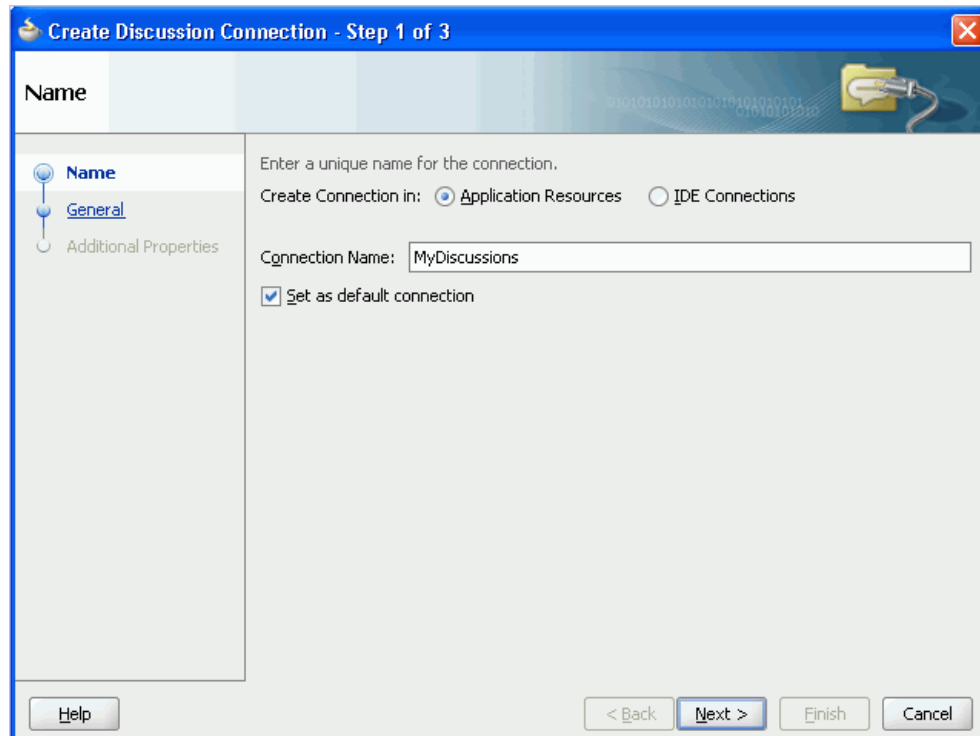 Create Discussion Connection - Step 1 of 3
Name
Name
General
Additional Properties
Enter a unique name for the connection.
Create Connection in: Application Resources IDE Connections
Connection Name: MyDiscussions
Set as default connection
Help < Back Next > Finish Cancel